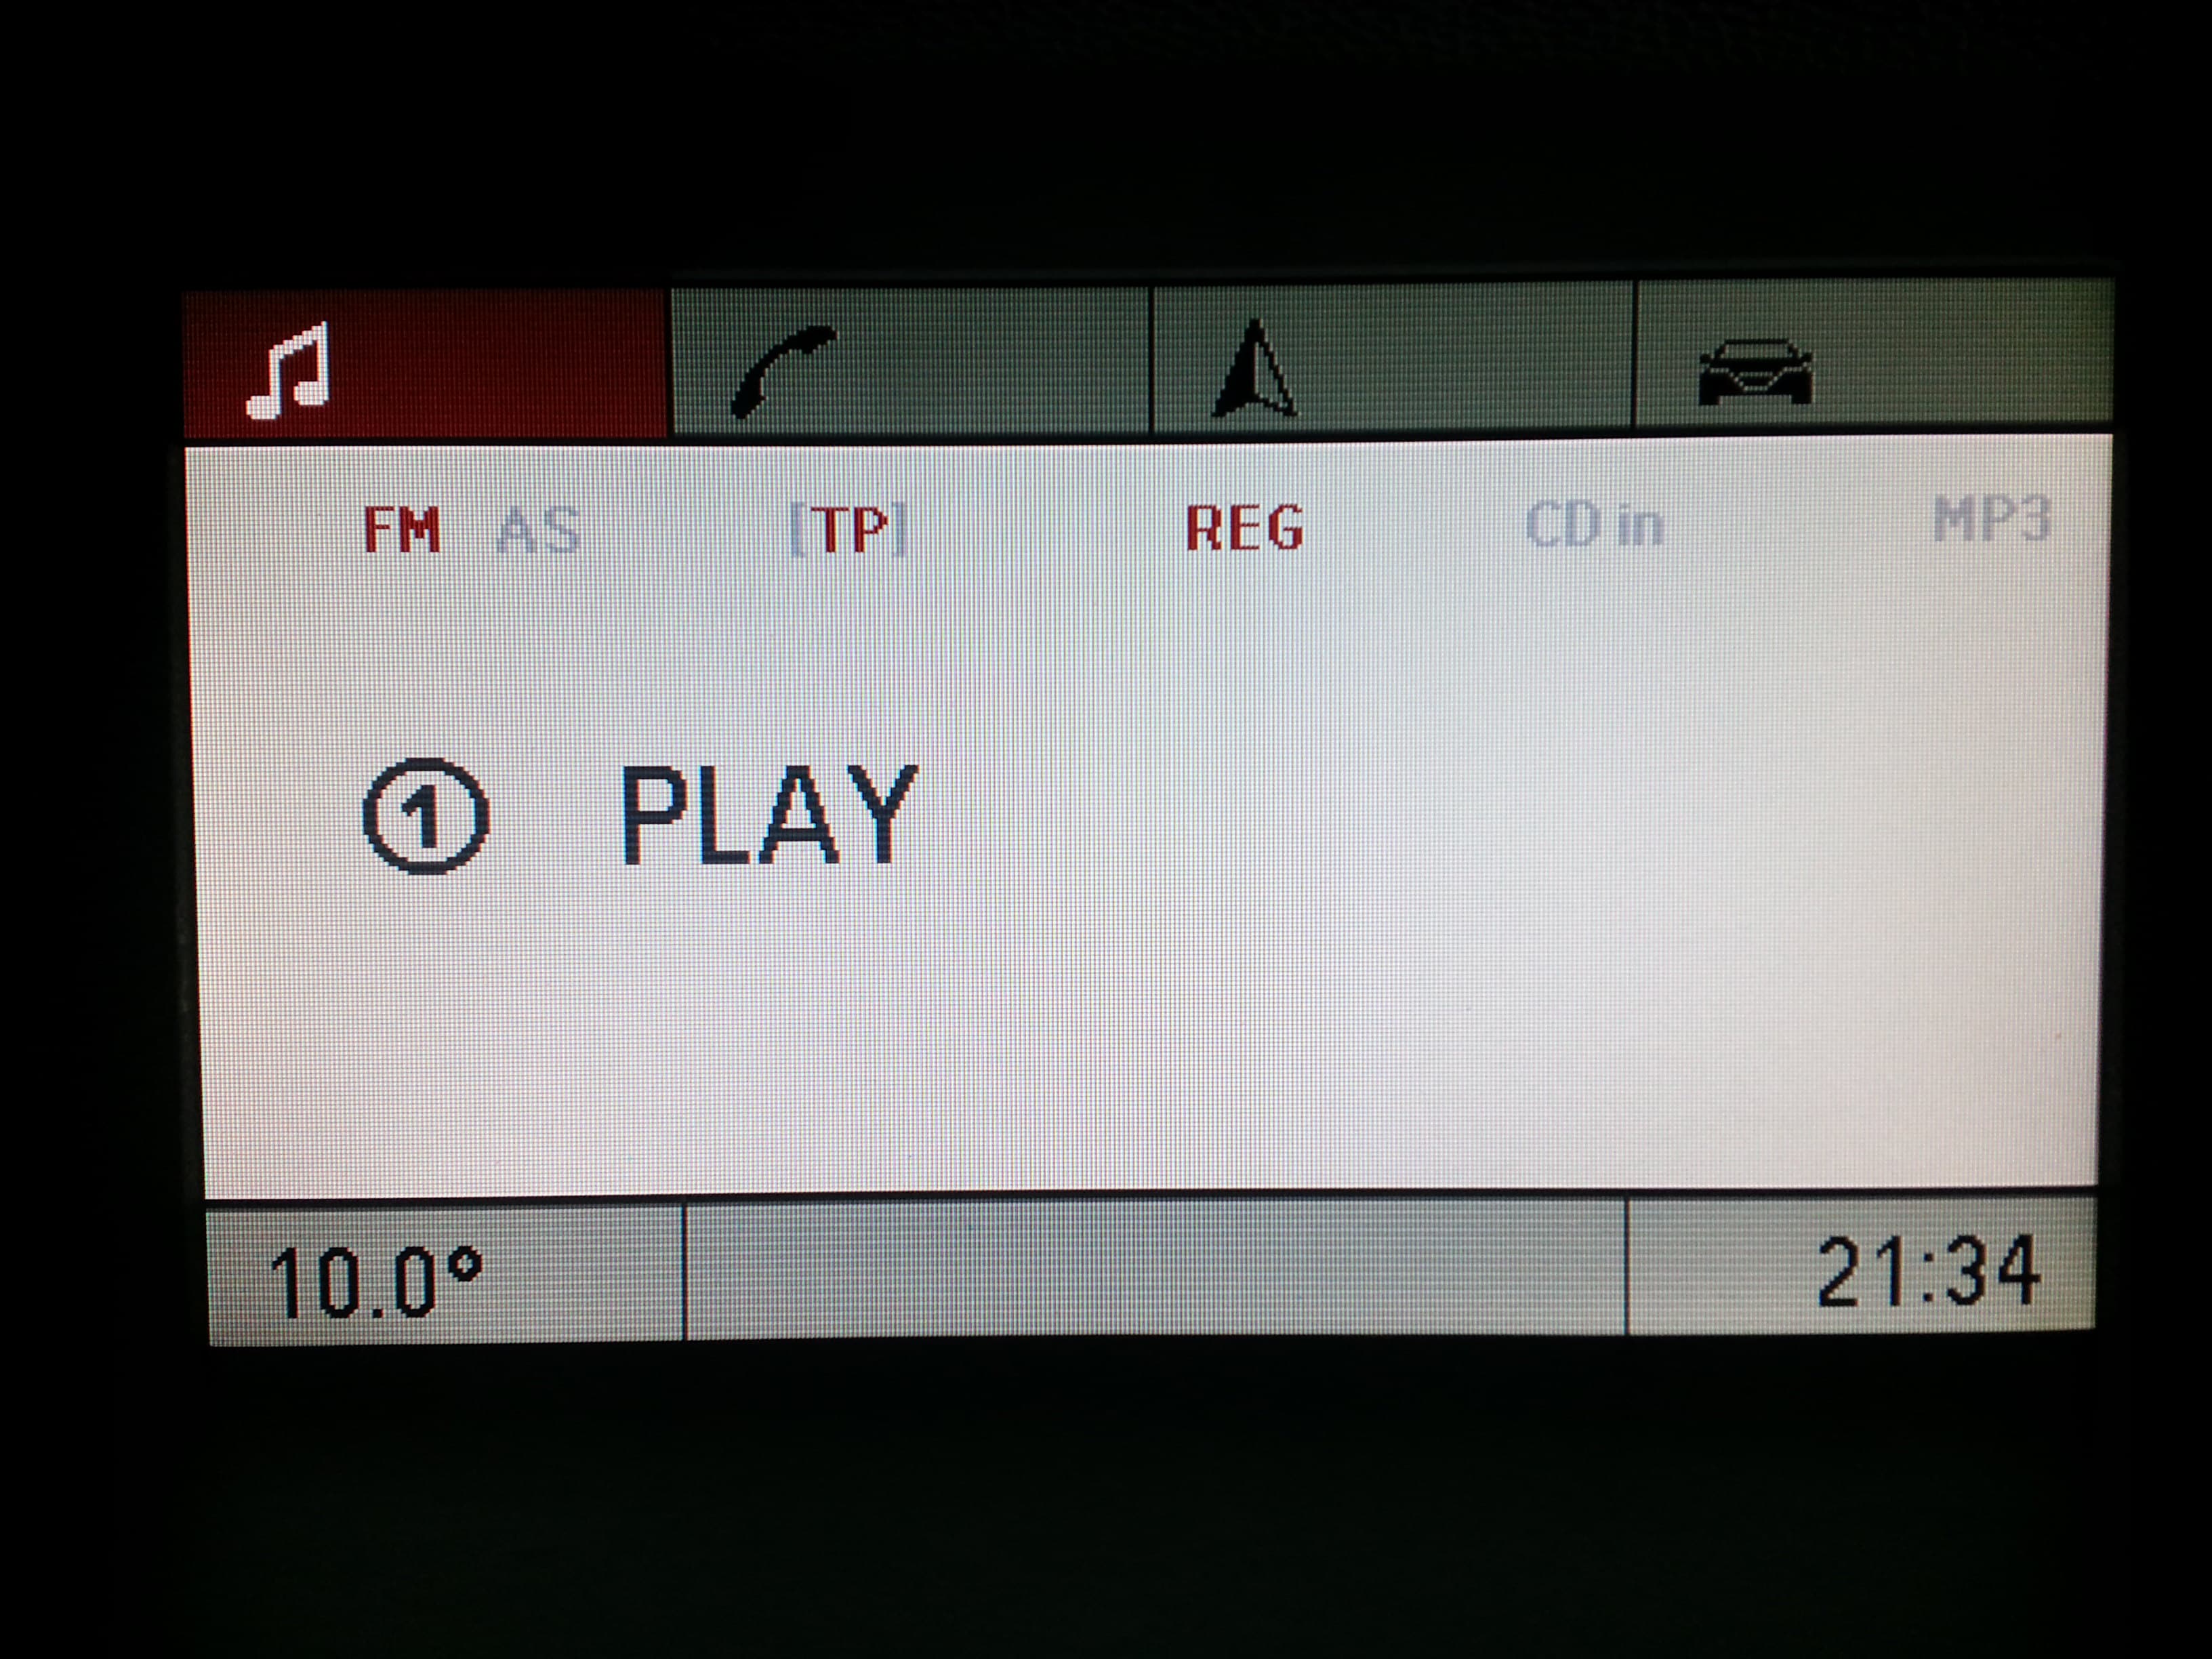 FM AS [TP] REG CD in MP3
1 PLAY
10.0° 21:34